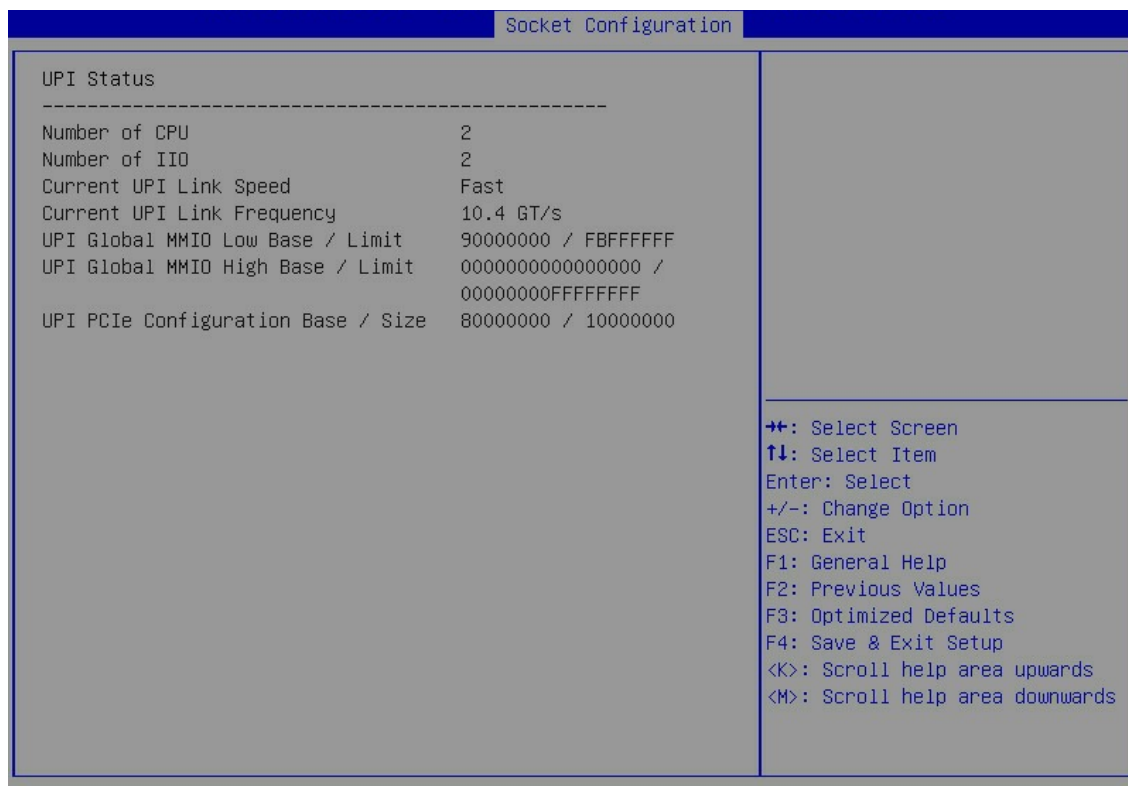 Socket Configuration
UPI Status
--------------------------------------------------
Number of CPU 2
Number of IIO 2
Current UPI Link Speed Fast
Current UPI Link Frequency 10.4 GT/s
UPI Global MMIO Low Base / Limit 90000000 / FBFFFFFF
UPI Global MMIO High Base / Limit 0000000000000000 /
00000000FFFFFFFF
UPI PCIe Configuration Base / Size 80000000 / 10000000
→←: Select Screen
↑↓: Select Item
Enter: Select
+/-: Change Option
ESC: Exit
F1: General Help
F2: Previous Values
F3: Optimized Defaults
F4: Save & Exit Setup
<K>: Scroll help area upwards
<M>: Scroll help area downwards